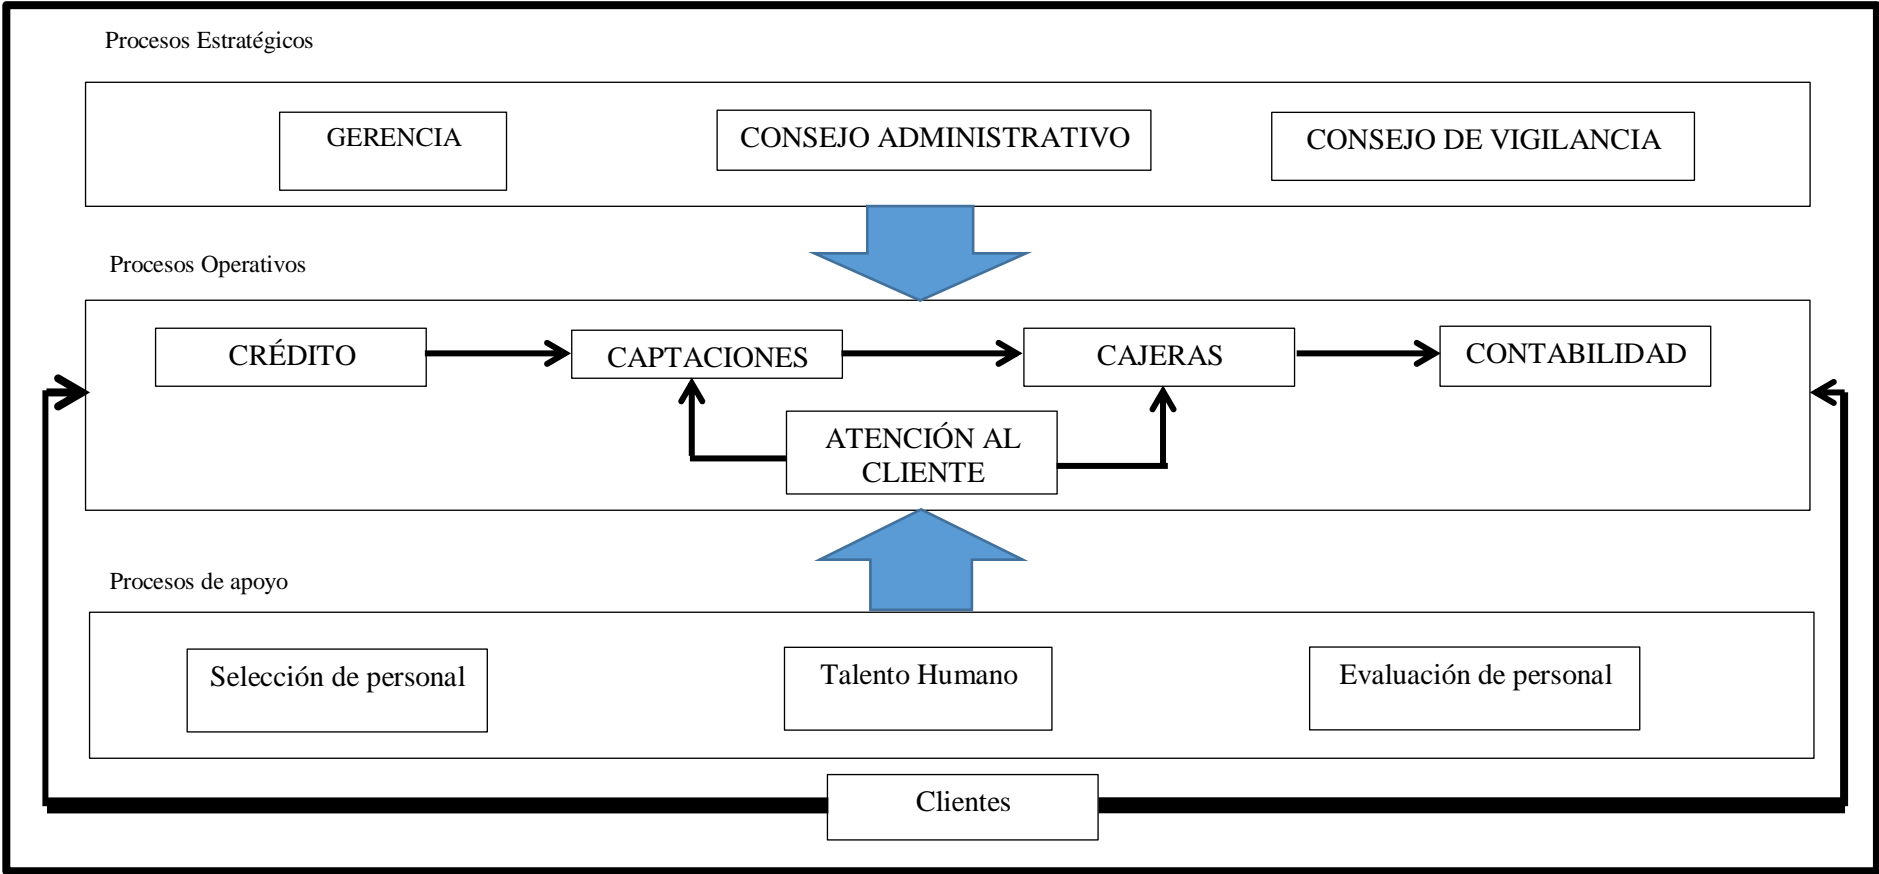 Procesos Estratégicos
GERENCIA
CONSEJO ADMINISTRATIVO
CONSEJO DE VIGILANCIA
Procesos Operativos
CRÉDITO
CAPTACIONES
CAJERAS
CONTABILIDAD
ATENCIÓN AL
CLIENTE
Procesos de apoyo
Selección de personal
Talento Humano
Evaluación de personal
Clientes